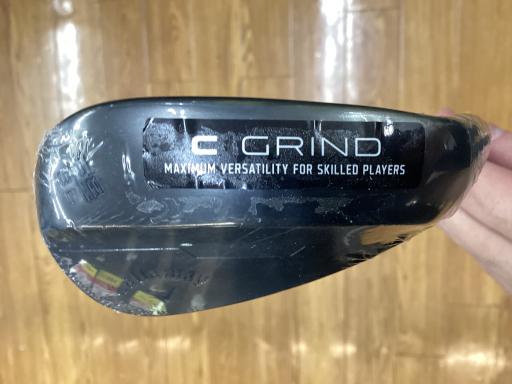 C GRIND
MAXIMUM VERSATILITY FOR SKILLED PLAYERS